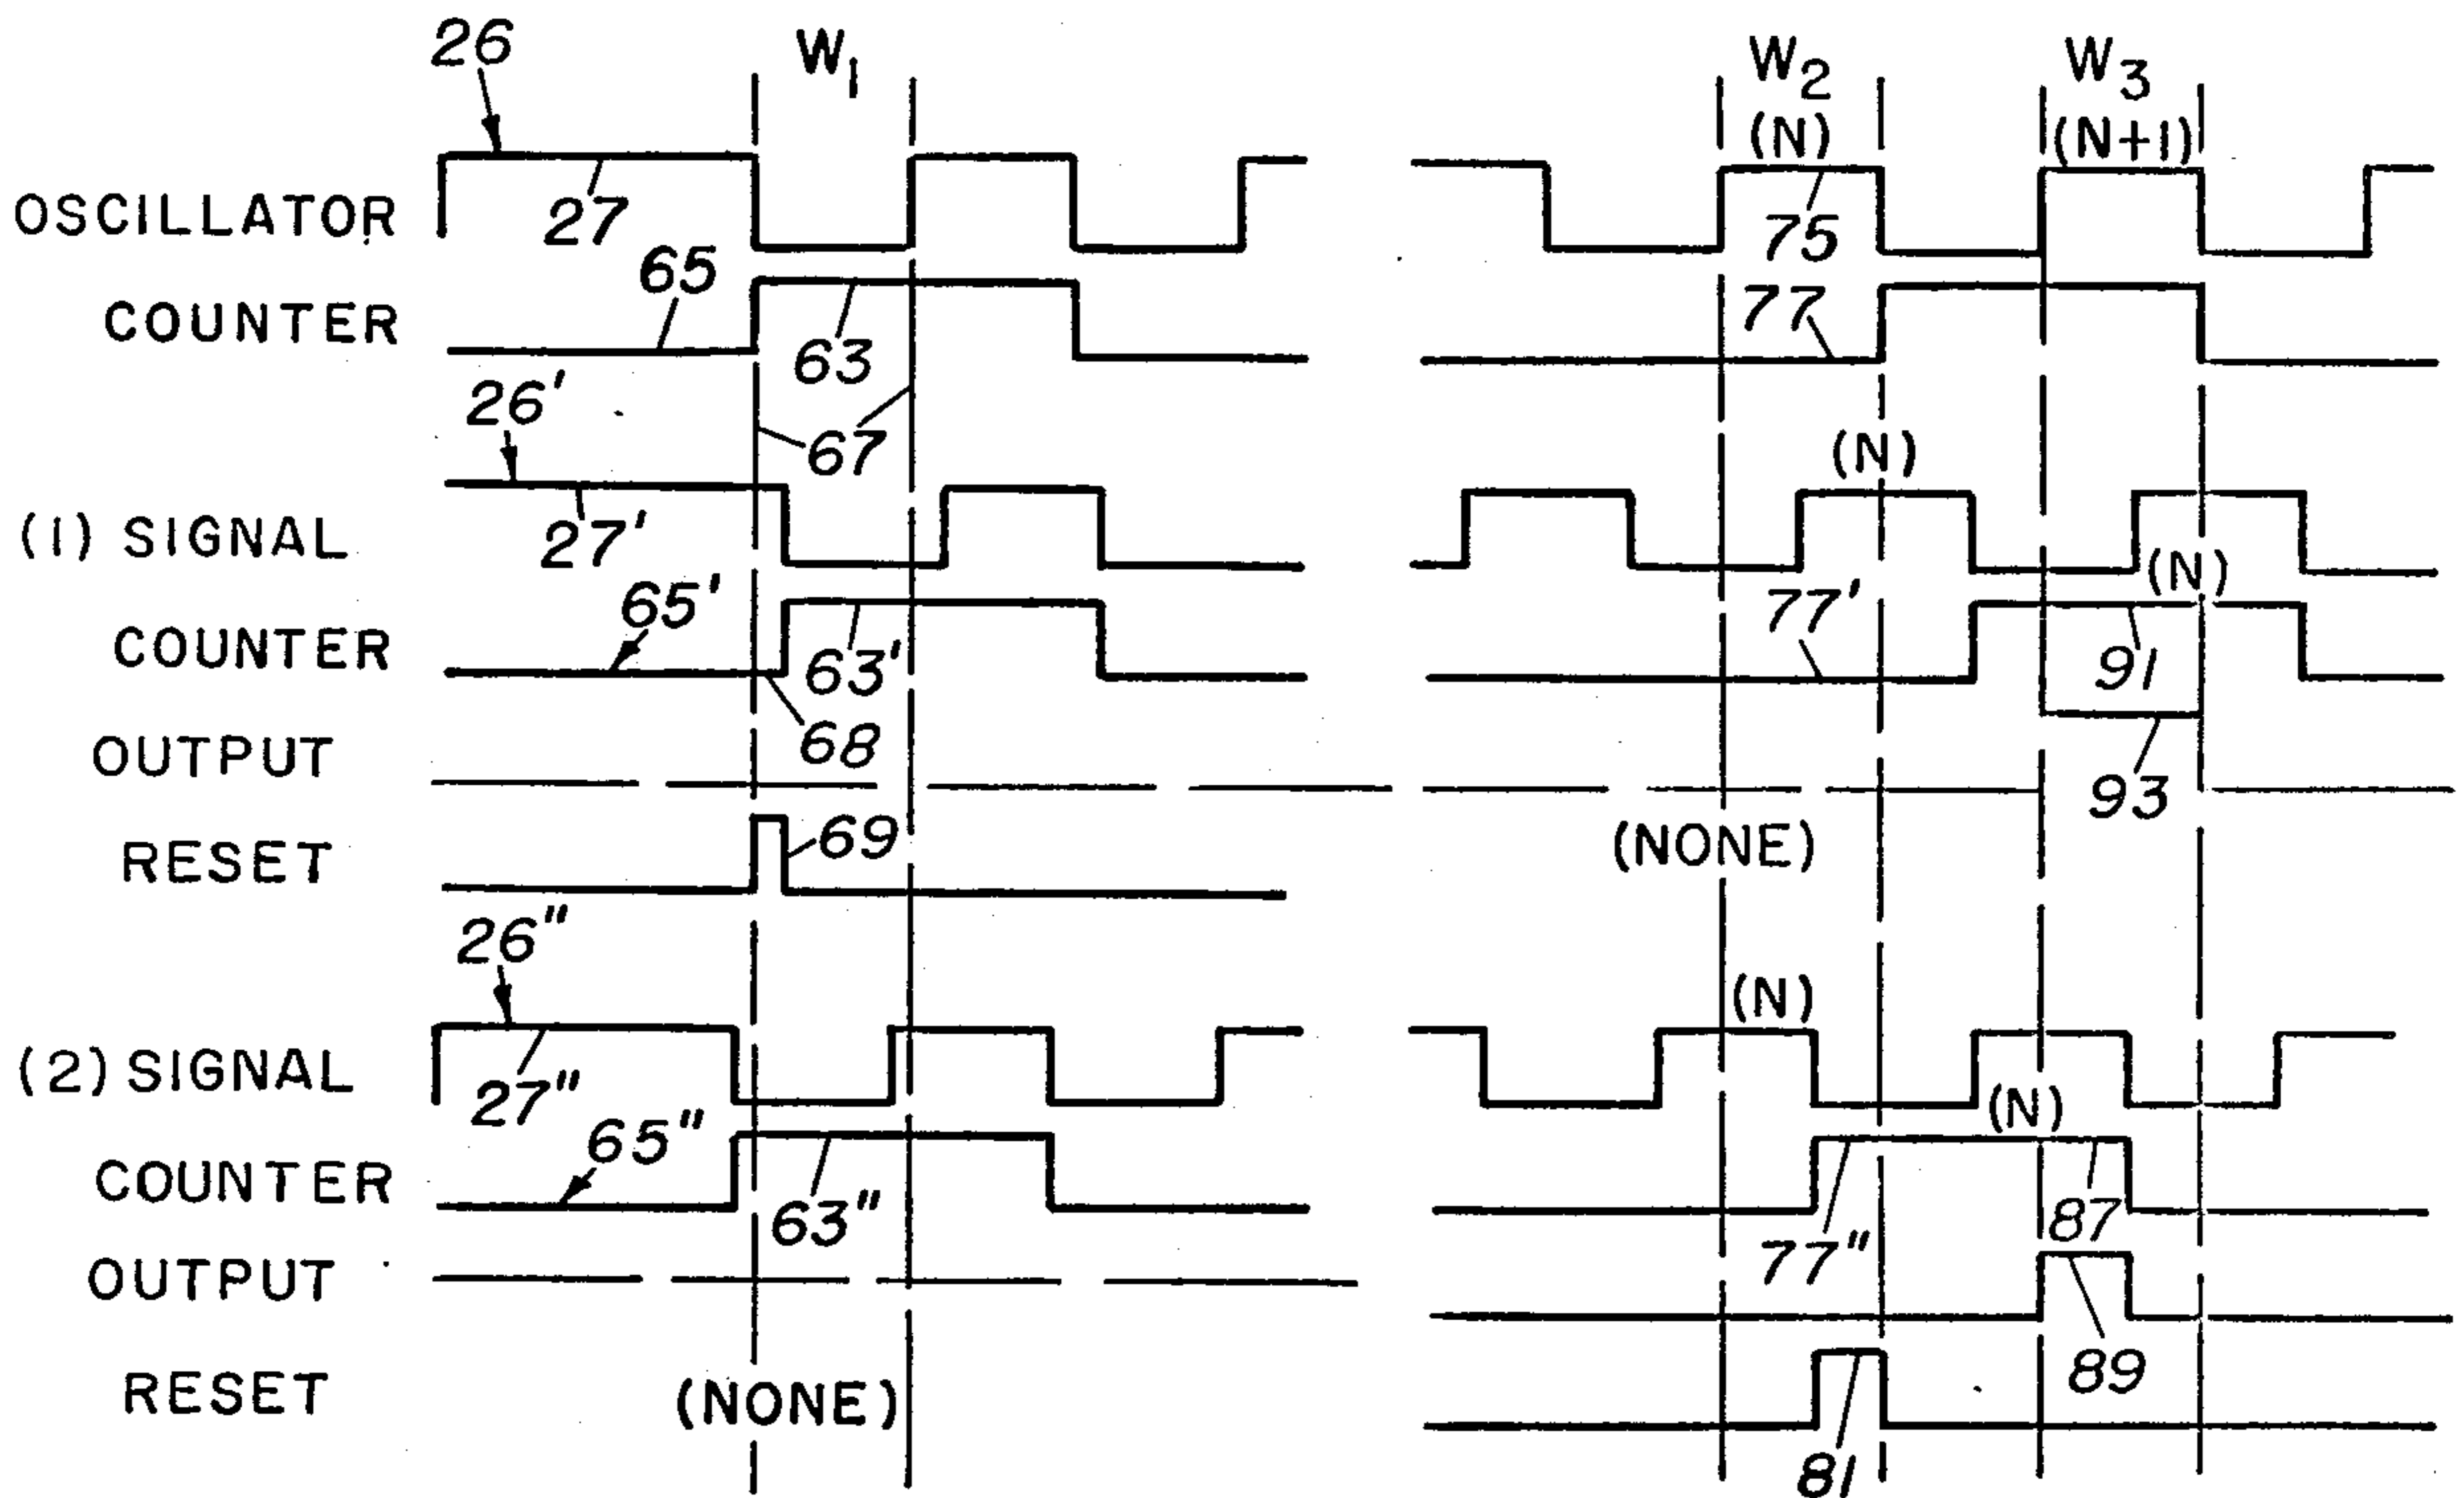 26 W1 W2 W3
(N) (N+1)
OSCILLATOR 27 75
65
COUNTER 63 77
26' 67 (N)
(1) SIGNAL 27' (N)
65' 77'
COUNTER 63' 91
OUTPUT 68 93
RESET 69 (NONE)
26" (N)
(2) SIGNAL 27" (N)
65"
COUNTER 63" 77" 87
OUTPUT 89
RESET (NONE) 81